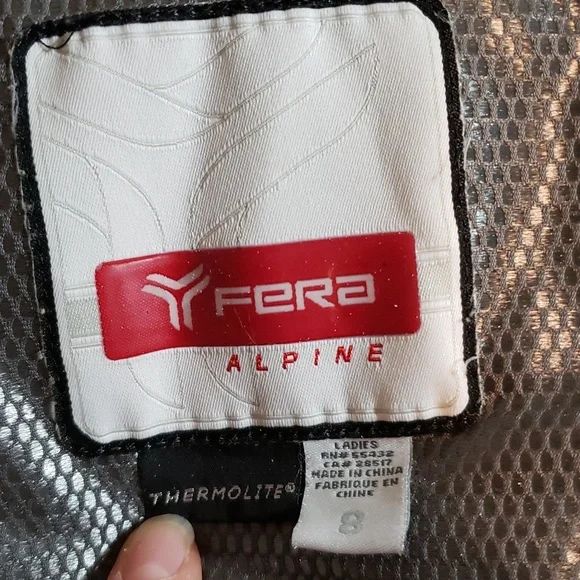 FERA
ALPINE
THERMOLITE®
LADIES
RN# 55432
CA# 28517
MADE IN CHINA
FABRIQUE EN
CHINE
8